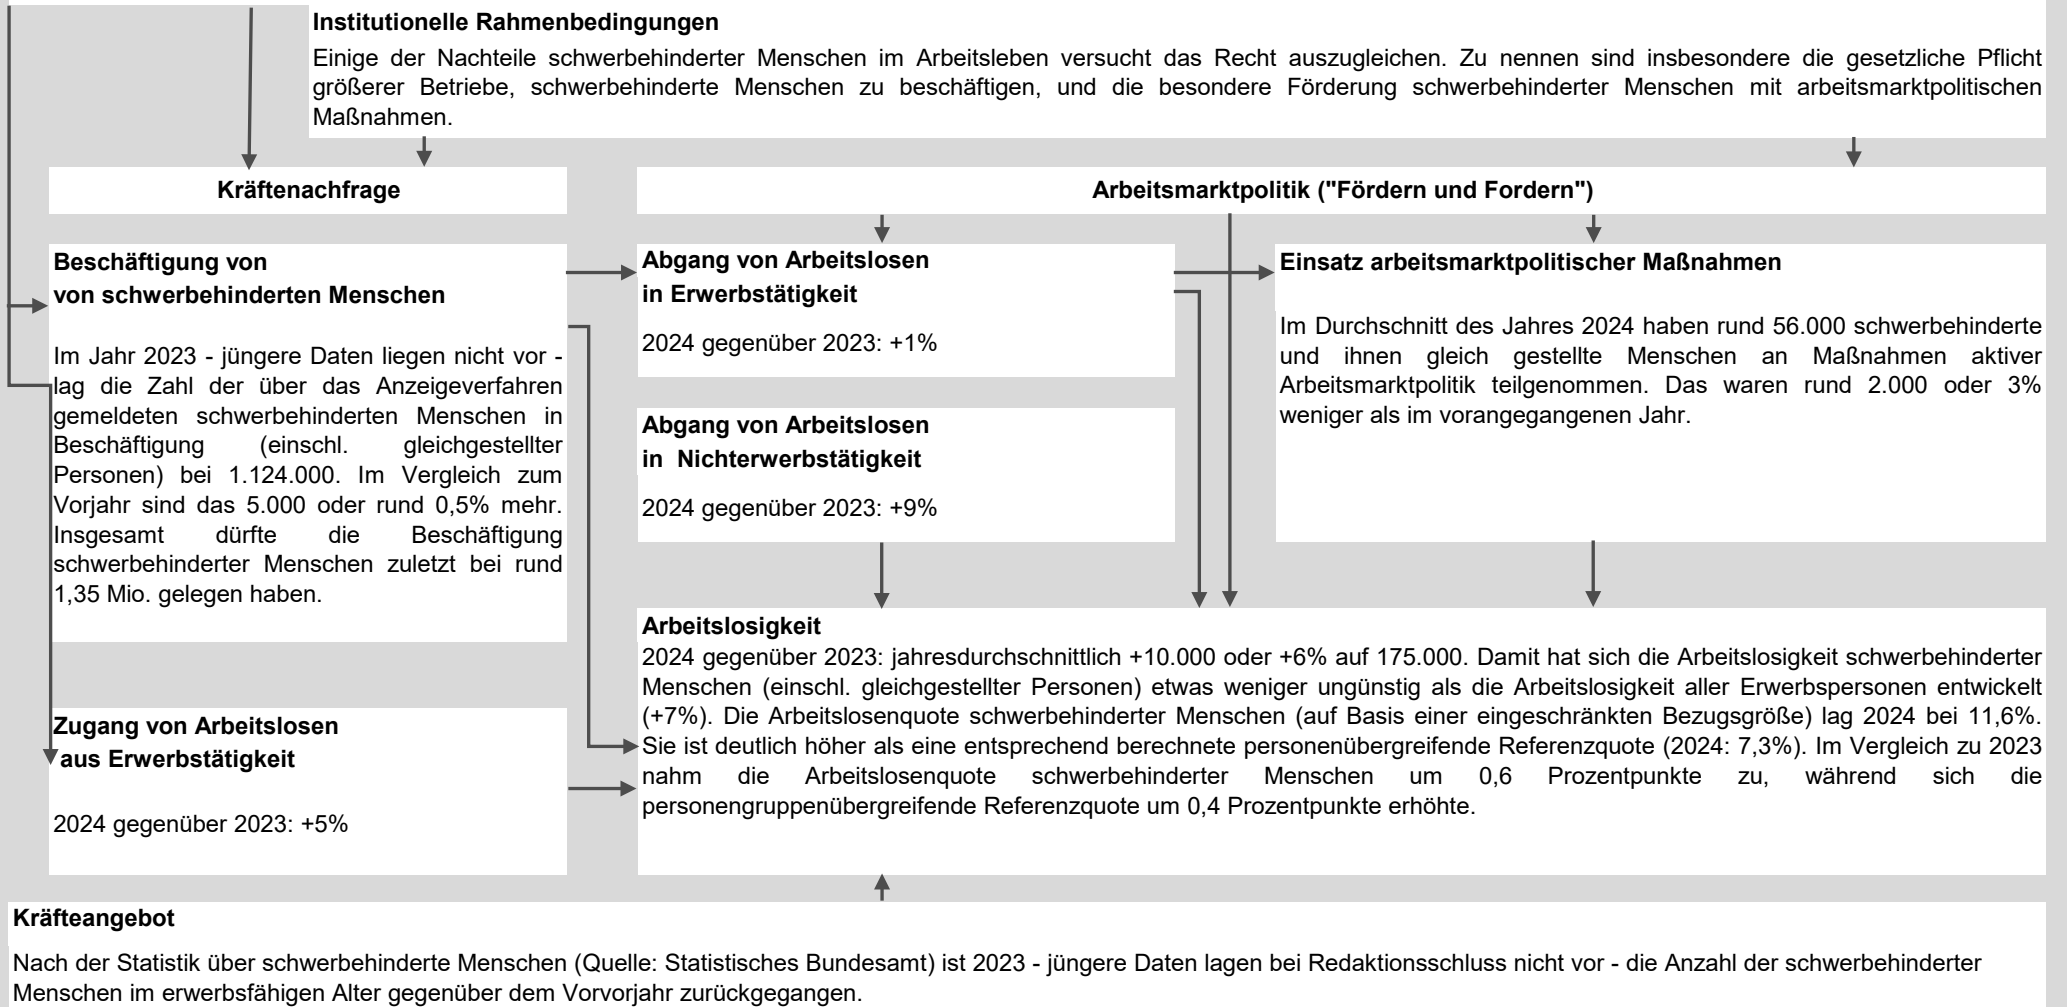 Institutionelle Rahmenbedingungen
Einige der Nachteile schwerbehinderter Menschen im Arbeitsleben versucht das Recht auszugleichen. Zu nennen sind insbesondere die gesetzliche Pflicht
größerer Betriebe, schwerbehinderte Menschen zu beschäftigen, und die besondere Förderung schwerbehinderter Menschen mit arbeitsmarktpolitischen
Maßnahmen.
Kräftenachfrage
Arbeitsmarktpolitik ("Fördern und Fordern")
Beschäftigung von
von schwerbehinderten Menschen
Im Jahr 2023 - jüngere Daten liegen nicht vor -
lag die Zahl der über das Anzeigeverfahren
gemeldeten schwerbehinderten Menschen in
Beschäftigung (einschl. gleichgestellter
Personen) bei 1.124.000. Im Vergleich zum
Vorjahr sind das 5.000 oder rund 0,5% mehr.
Insgesamt dürfte die Beschäftigung
schwerbehinderter Menschen zuletzt bei rund
1,35 Mio. gelegen haben.
Abgang von Arbeitslosen
in Erwerbstätigkeit
2024 gegenüber 2023: +1%
Abgang von Arbeitslosen
in Nichterwerbstätigkeit
2024 gegenüber 2023: +9%
Einsatz arbeitsmarktpolitischer Maßnahmen
Im Durchschnitt des Jahres 2024 haben rund 56.000 schwerbehinderte
und ihnen gleich gestellte Menschen an Maßnahmen aktiver
Arbeitsmarktpolitik teilgenommen. Das waren rund 2.000 oder 3%
weniger als im vorangegangenen Jahr.
Zugang von Arbeitslosen
aus Erwerbstätigkeit
2024 gegenüber 2023: +5%
Arbeitslosigkeit
2024 gegenüber 2023: jahresdurchschnittlich +10.000 oder +6% auf 175.000. Damit hat sich die Arbeitslosigkeit schwerbehinderter
Menschen (einschl. gleichgestellter Personen) etwas weniger ungünstig als die Arbeitslosigkeit aller Erwerbspersonen entwickelt
(+7%). Die Arbeitslosenquote schwerbehinderter Menschen (auf Basis einer eingeschränkten Bezugsgröße) lag 2024 bei 11,6%.
Sie ist deutlich höher als eine entsprechend berechnete personenübergreifende Referenzquote (2024: 7,3%). Im Vergleich zu 2023
nahm die Arbeitslosenquote schwerbehinderter Menschen um 0,6 Prozentpunkte zu, während sich die
personengruppenübergreifende Referenzquote um 0,4 Prozentpunkte erhöhte.
Kräfteangebot
Nach der Statistik über schwerbehinderte Menschen (Quelle: Statistisches Bundesamt) ist 2023 - jüngere Daten lagen bei Redaktionsschluss nicht vor - die Anzahl der schwerbehinderter
Menschen im erwerbsfähigen Alter gegenüber dem Vorvorjahr zurückgegangen.